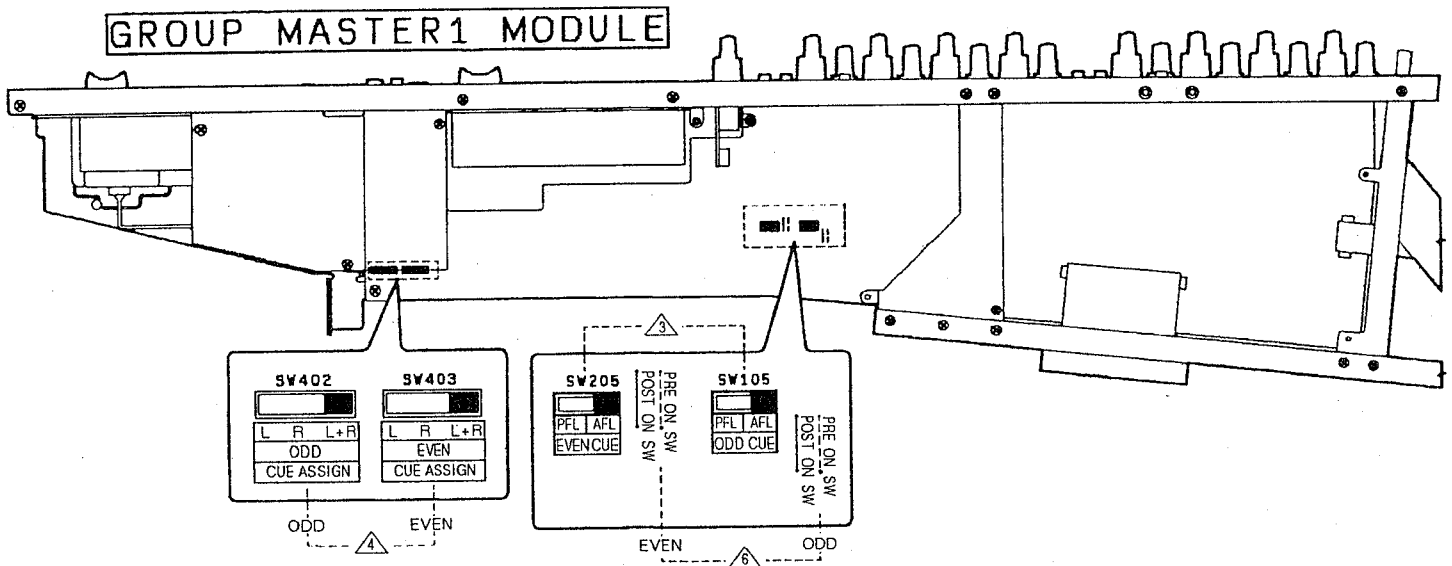 GROUP MASTER1 MODULE
SW402 SW403
L R L+R L R L+R
ODD EVEN
CUE ASSIGN CUE ASSIGN
ODD EVEN
4
3
SW205 SW105
PFL AFL PFL AFL
EVEN CUE ODD CUE
PRE ON SW
POST ON SW
PRE ON SW
POST ON SW
EVEN ODD
6